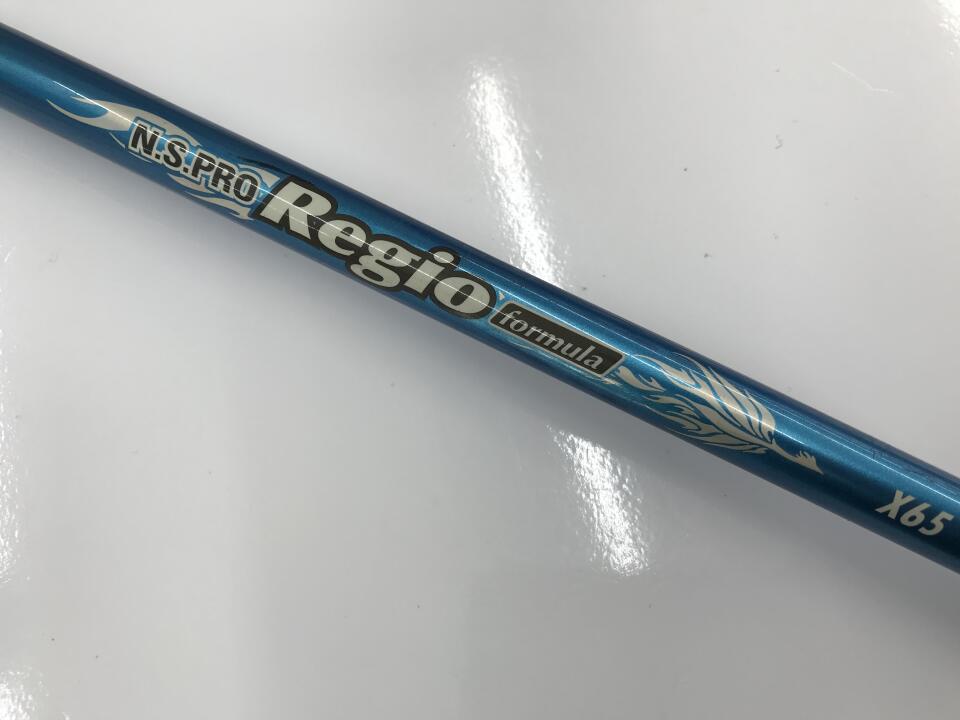 N.S.PRO Regio formula
X65